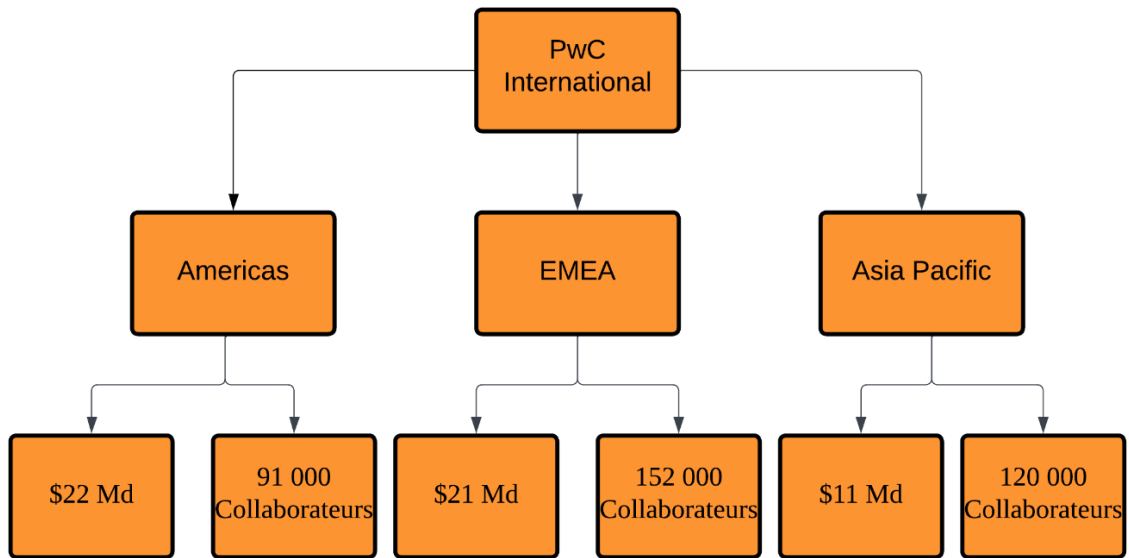 PwC
International
Americas
EMEA
Asia Pacific
$22 Md
91 000
Collaborateurs
$21 Md
152 000
Collaborateurs
$11 Md
120 000
Collaborateurs